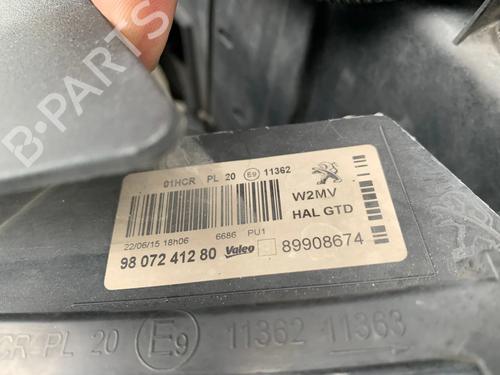 B-PARTS
01HCR PL 20 E9 11362
W2MV
HAL GTD
22/06/15 18h06 6686 PU1
98 072 412 80 Valeo 89908674
CR PL 20 E9 11362 11363